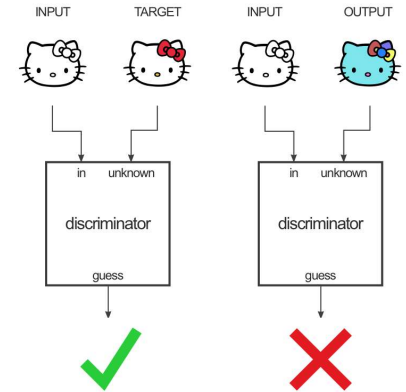 INPUT TARGET INPUT OUTPUT
in unknown in unknown
discriminator discriminator
guess guess